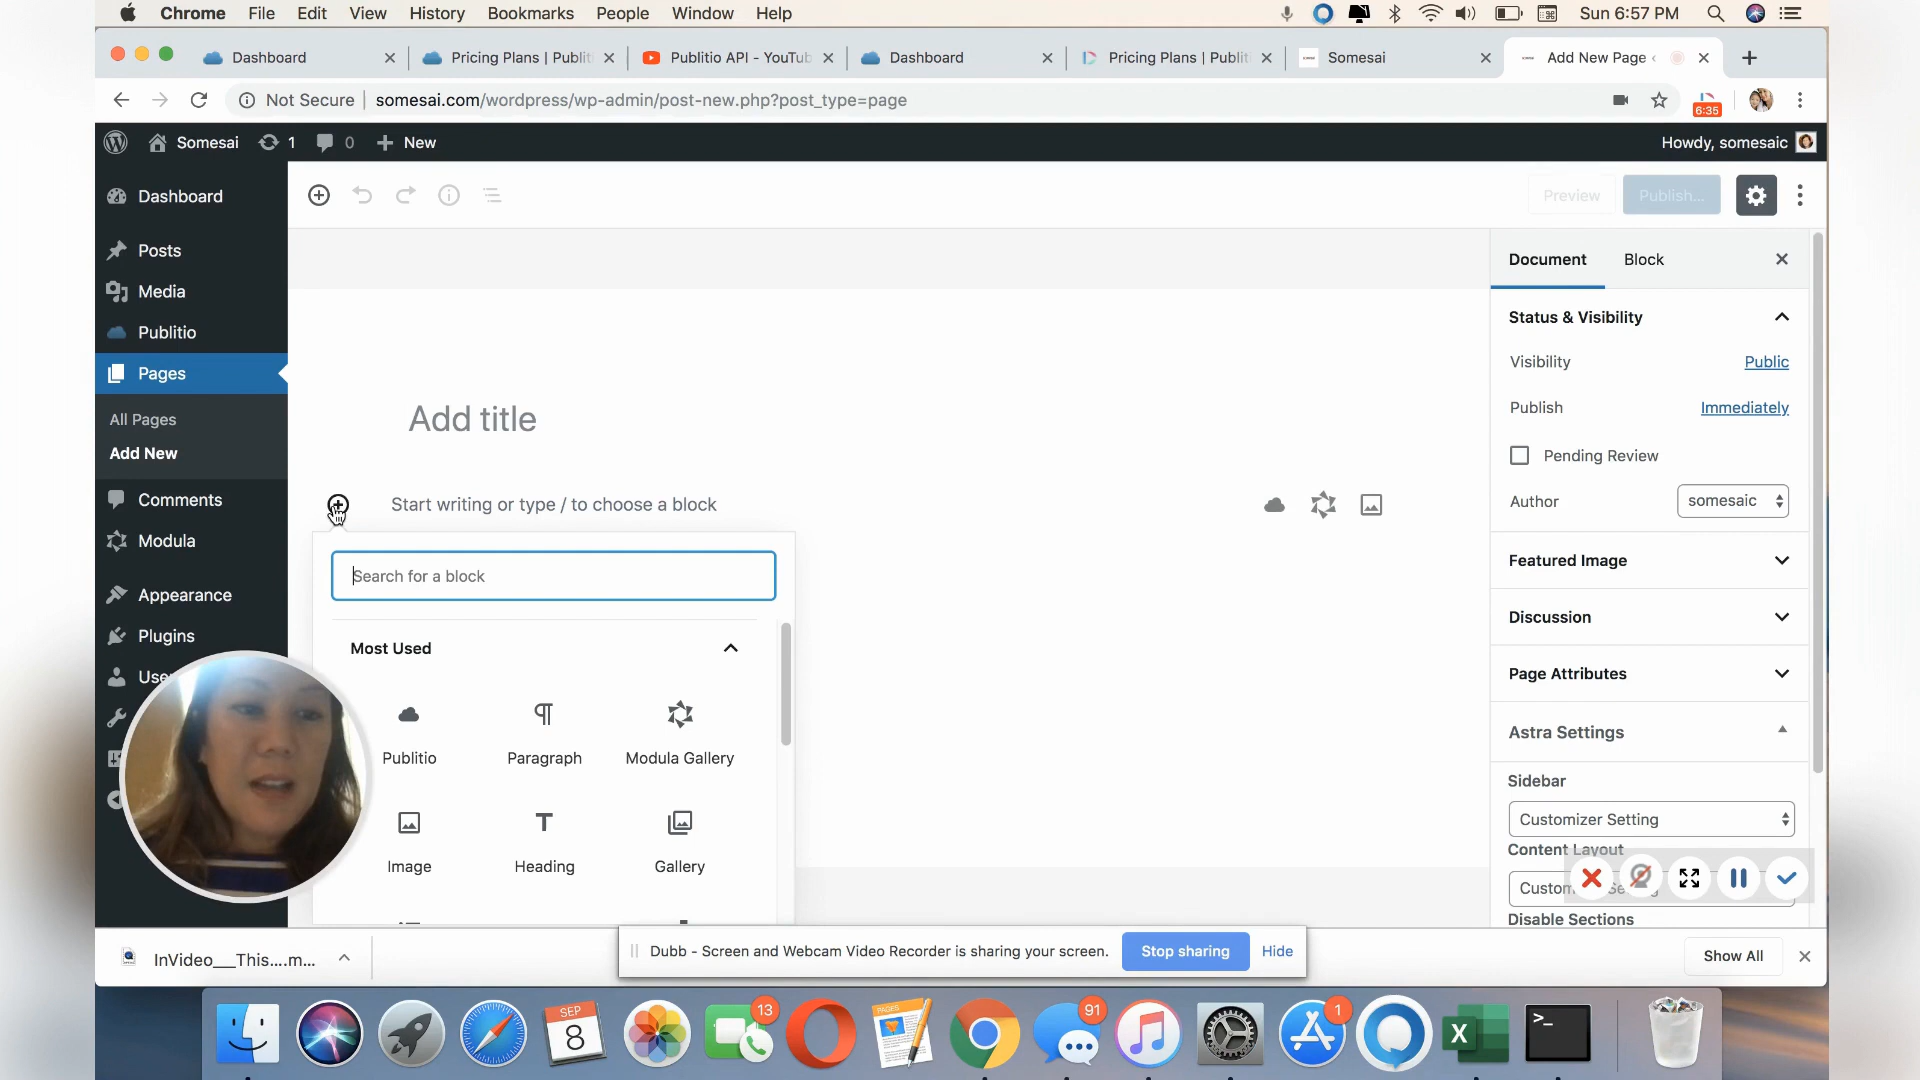 Chrome File Edit View History Bookmarks People Window Help
Sun 6:57 PM
Dashboard
Pricing Plans | Publiti
Publitio API - YouTub
Dashboard
Pricing Plans | Publiti
Somesai
Add New Page
Not Secure somesai.com/wordpress/wp-admin/post-new.php?post_type=page
6:35
Somesai 1 0 + New
Howdy, somesaic
Dashboard
Posts
Media
Publitio
Pages
All Pages
Add New
Comments
Modula
Appearance
Plugins
Preview
Publish...
Add title
Start writing or type / to choose a block
Search for a block
Most Used
Publitio
Paragraph
Modula Gallery
Image
Heading
Gallery
Document
Block
Status & Visibility
Visibility Public
Publish Immediately
Pending Review
Author somesaic
Featured Image
Discussion
Page Attributes
Astra Settings
Sidebar
Customizer Setting
Content Layout
Disable Sections
InVideo___This....m...
Dubb - Screen and Webcam Video Recorder is sharing your screen.
Stop sharing
Hide
Show All
SEP
8
13
PAGES
91
1
X
>_